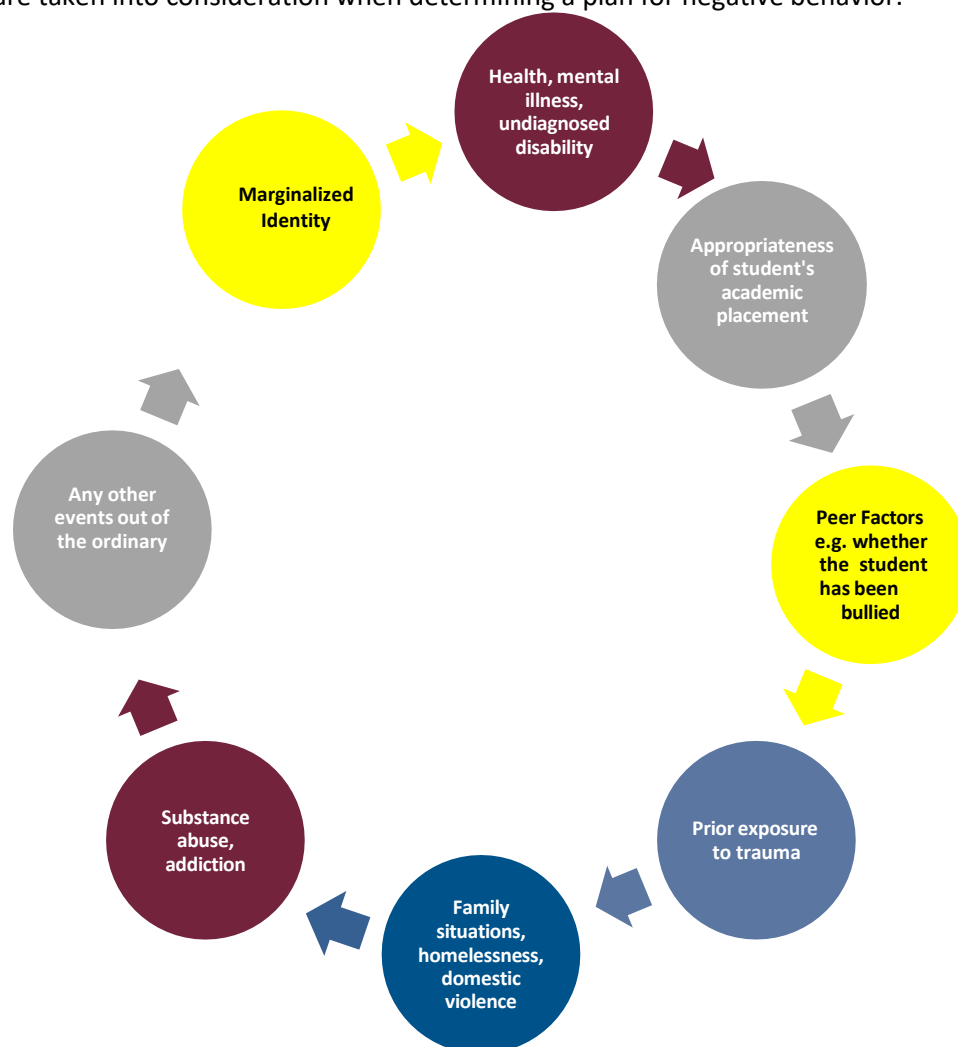 are taken into consideration when determining a plan for negative behavior.
Health, mental
illness,
undiagnosed
disability
Appropriateness
of student's
academic
placement
Peer Factors
e.g. whether
the student
has been
bullied
Prior exposure
to trauma
Family
situations,
homelessness,
domestic
violence
Substance
abuse,
addiction
Any other
events out of
the ordinary
Marginalized
Identity